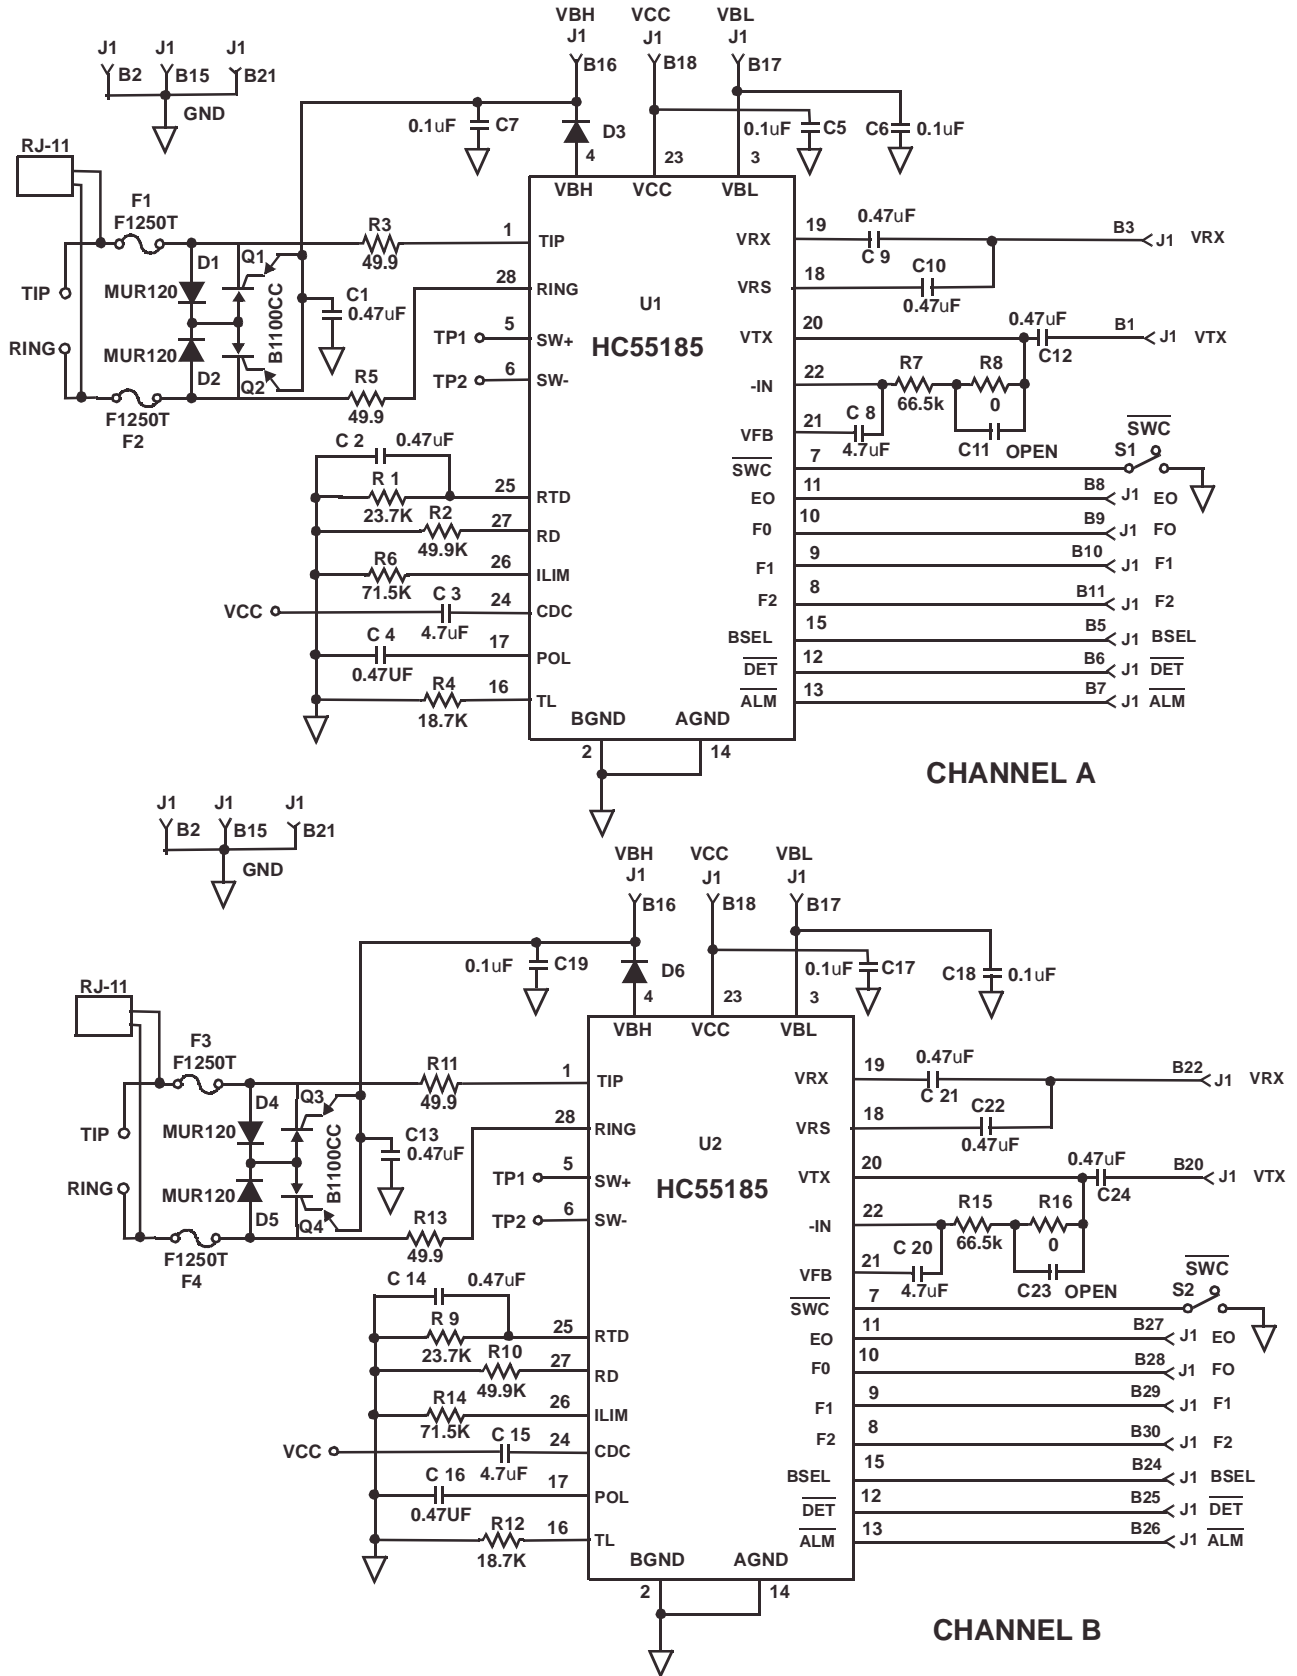 VBH VCC VBL
J1 J1 J1 J1 J1 J1
B2 B15 B21 B16 B18 B17
GND
0.1uF C7 D3 0.1uF C5 C6 0.1uF
RJ-11
4 23 3
VBH VCC VBL
F1
F1250T
R3 1 TIP
49.9
VRX 19 0.47uF B3 J1 VRX
C 9
D1 Q1
28 RING
VRS 18 C10
0.47uF
TIP MUR120 C1
0.47uF
B1100CC
U1
HC55185
TP1 5 SW+
VTX 20 0.47uF B1 J1 VTX
C12
RING MUR120
TP2 6 SW-
D2 Q2
-IN 22 R7 R8
66.5k 0
R5
49.9
F1250T
F2
VFB 21 C 8
4.7uF C11 OPEN
SWC 7 S1 SWC
C 2 0.47uF
R 1 25 RTD
23.7K
EO 11 B8 J1 EO
R2 27 RD
49.9K
F0 10 B9 J1 FO
R6 26 ILIM
71.5K
F1 9 B10 J1 F1
VCC C 3 24 CDC
4.7uF
F2 8 B11 J1 F2
C 4 17 POL
0.47UF
BSEL 15 B5 J1 BSEL
DET 12 B6 J1 DET
R4 16 TL
18.7K
ALM 13 B7 J1 ALM
BGND AGND
2 14
CHANNEL A
J1 J1 J1
B2 B15 B21
GND
VBH VCC VBL
J1 J1 J1
B16 B18 B17
0.1uF C19 D6 0.1uF C17 C18 0.1uF
RJ-11
4 23 3
VBH VCC VBL
F3
F1250T
R11 1 TIP
49.9
VRX 19 0.47uF B22 J1 VRX
C 21
D4 Q3
28 RING
VRS 18 C22
0.47uF
TIP MUR120 C13
0.47uF
B1100CC
U2
HC55185
TP1 5 SW+
VTX 20 0.47uF B20 J1 VTX
C24
RING MUR120
TP2 6 SW-
D5 Q4
-IN 22 R15 R16
66.5k 0
R13
49.9
F1250T
F4
VFB 21 C 20
4.7uF C23 OPEN
SWC 7 S2 SWC
C 14 0.47uF
R 9 25 RTD
23.7K
EO 11 B27 J1 EO
R10 27 RD
49.9K
F0 10 B28 J1 FO
R14 26 ILIM
71.5K
F1 9 B29 J1 F1
VCC C 15 24 CDC
4.7uF
F2 8 B30 J1 F2
C 16 17 POL
0.47UF
BSEL 15 B24 J1 BSEL
DET 12 B25 J1 DET
R12 16 TL
18.7K
ALM 13 B26 J1 ALM
BGND AGND
2 14
CHANNEL B